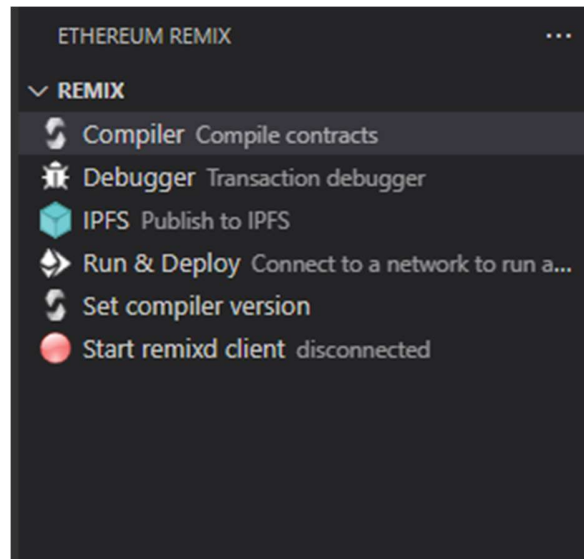 ETHEREUM REMIX ...
REMIX
Compiler Compile contracts
Debugger Transaction debugger
IPFS Publish to IPFS
Run & Deploy Connect to a network to run a...
Set compiler version
Start remixd client disconnected